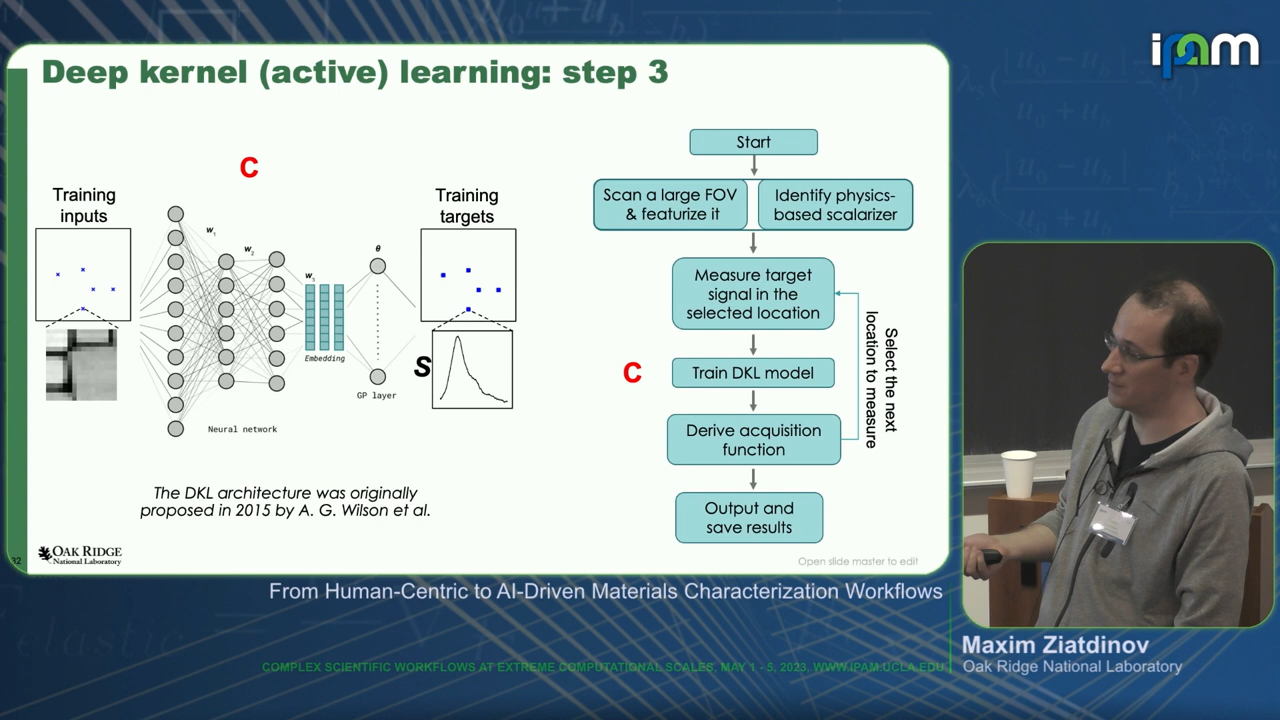 ipam
Deep kernel (active) learning: step 3
C
Training
inputs
Training
targets
w1
w2
w3
θ
Embedding
S
GP layer
Neural network
The DKL architecture was originally
proposed in 2015 by A. G. Wilson et al.
Start
Scan a large FOV
& featurize it
Identify physics-
based scalarizer
Measure target
signal in the
selected location
C
Train DKL model
Derive acquisition
function
Select the next
location to measure
Output and
save results
32
OAK RIDGE
National Laboratory
Open slide master to edit
From Human-Centric to AI-Driven Materials Characterization Workflows
Maxim Ziatdinov
Oak Ridge National Laboratory
COMPLEX SCIENTIFIC WORKFLOWS AT EXTREME COMPUTATIONAL SCALES, MAY 1 - 5, 2023, WWW.IPAM.UCLA.EDU
elastic